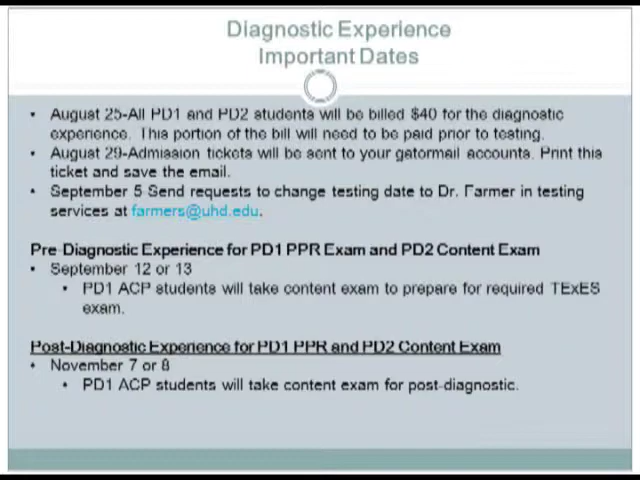 Diagnostic Experience
Important Dates
• August 25-All PD1 and PD2 students will be billed $40 for the diagnostic
experience. This portion of the bill will need to be paid prior to testing.
• August 29-Admission tickets will be sent to your gatormail accounts. Print this
ticket and save the email.
• September 5 Send requests to change testing date to Dr. Farmer in testing
services at farmers@uhd.edu.
Pre-Diagnostic Experience for PD1 PPR Exam and PD2 Content Exam
• September 12 or 13
• PD1 ACP students will take content exam to prepare for required TExES
exam.
Post-Diagnostic Experience for PD1 PPR and PD2 Content Exam
• November 7 or 8
• PD1 ACP students will take content exam for post-diagnostic.